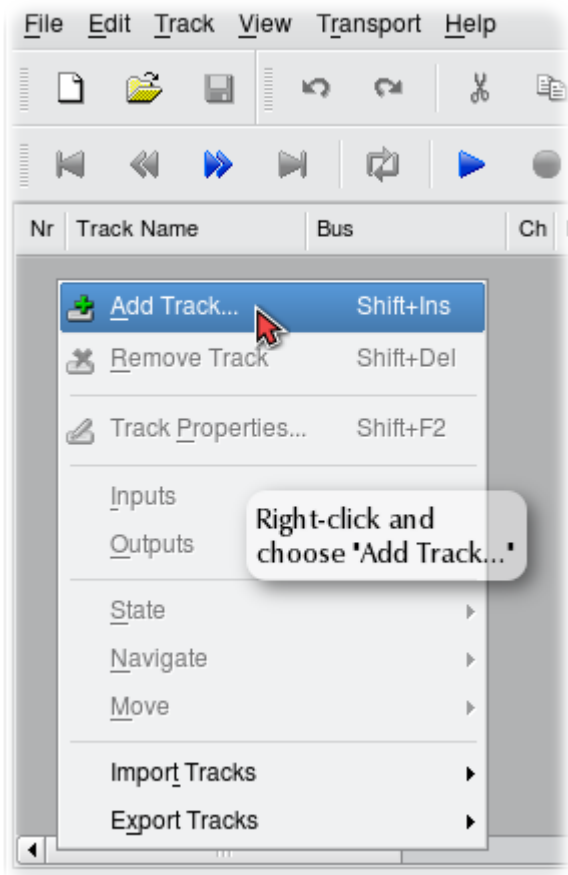 File Edit Track View Transport Help
Nr Track Name Bus Ch
Add Track... Shift+Ins
Remove Track Shift+Del
Track Properties... Shift+F2
Inputs
Outputs
Right-click and
choose "Add Track..."
State
Navigate
Move
Import Tracks
Export Tracks